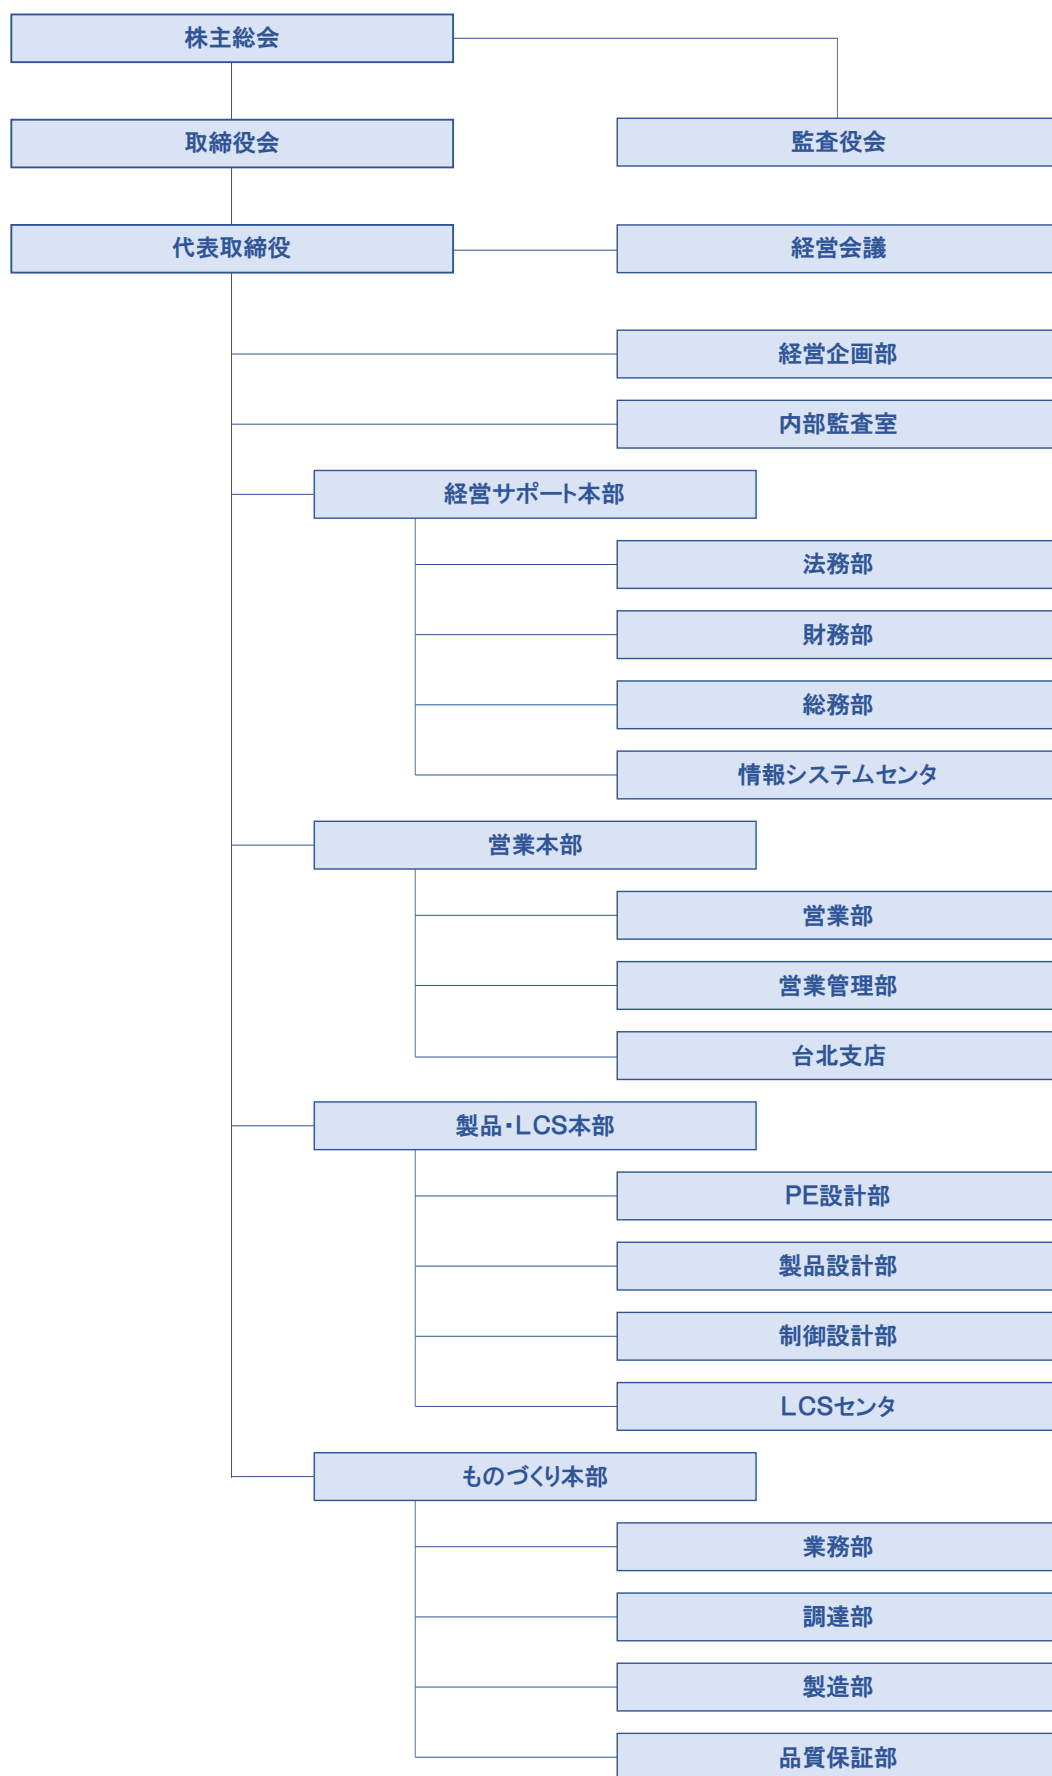 株主総会
取締役会
監査役会
代表取締役
経営会議
経営企画部
内部監査室
経営サポート本部
法務部
財務部
総務部
情報システムセンタ
営業本部
営業部
営業管理部
台北支店
製品・LCS本部
PE設計部
製品設計部
制御設計部
LCSセンタ
ものづくり本部
業務部
調達部
製造部
品質保証部